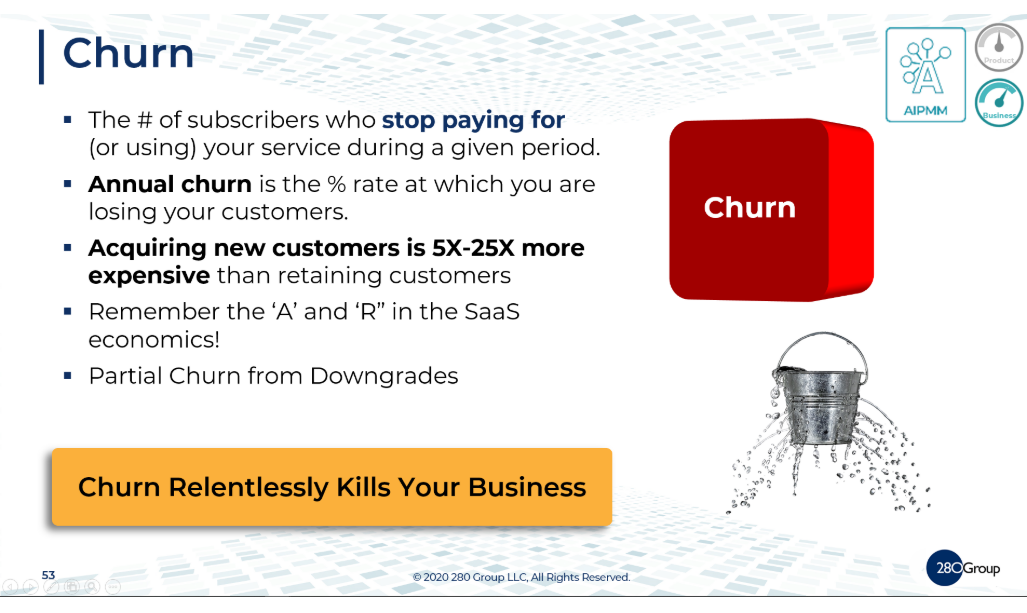 Churn
The # of subscribers who stop paying for
(or using) your service during a given period.
Annual churn is the % rate at which you are
losing your customers.
Acquiring new customers is 5X-25X more
expensive than retaining customers
Remember the ‘A’ and ‘R” in the SaaS
economics!
Partial Churn from Downgrades
Churn Relentlessly Kills Your Business
A
AIPMM
Product
Business
Churn
53
© 2020 280 Group LLC, All Rights Reserved.
280Group